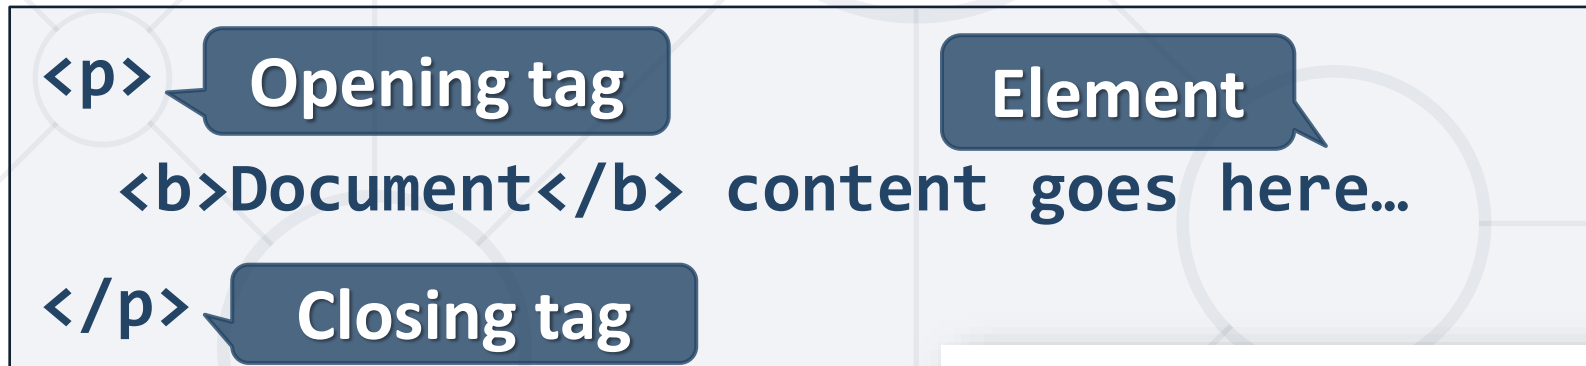 <p> Opening tag Element
<b>Document</b> content goes here…
</p> Closing tag